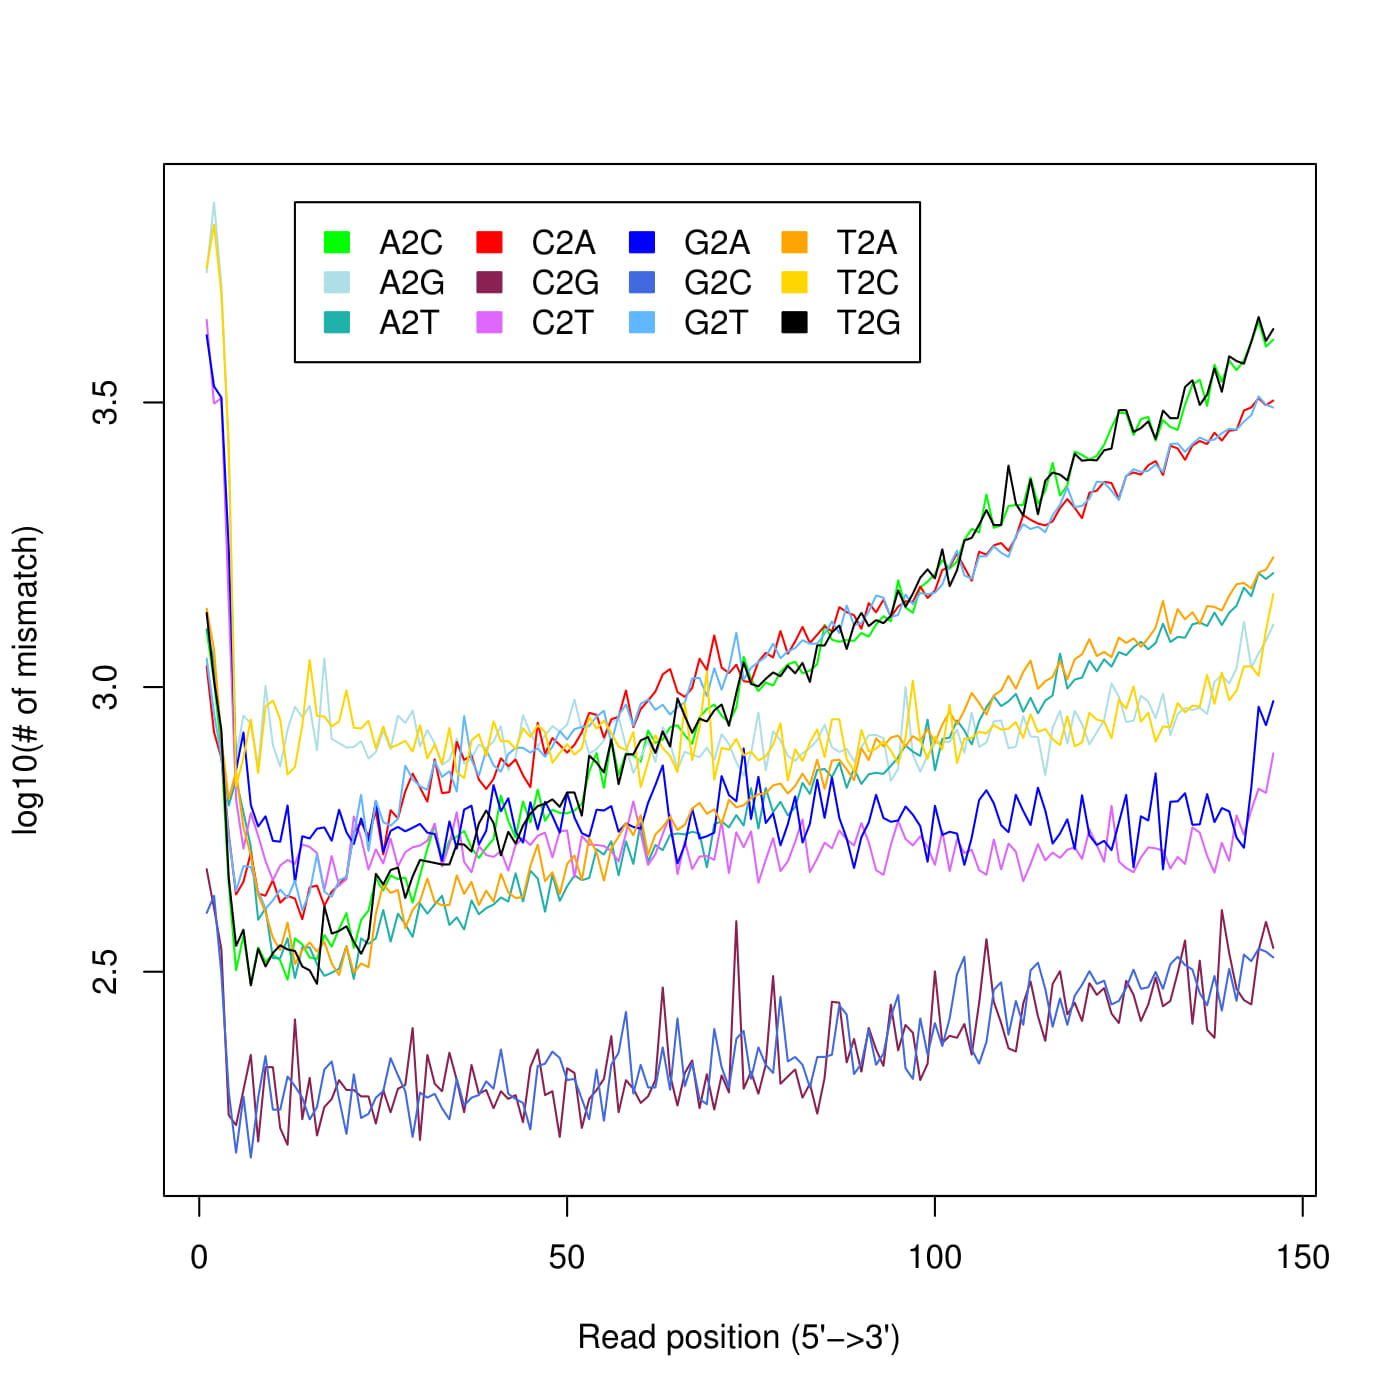 A2C C2A G2A T2A
A2G C2G G2C T2C
A2T C2T G2T T2G
3.5
3.0
2.5
log10(# of mismatch)
0 50 100 150
Read position (5'−>3')